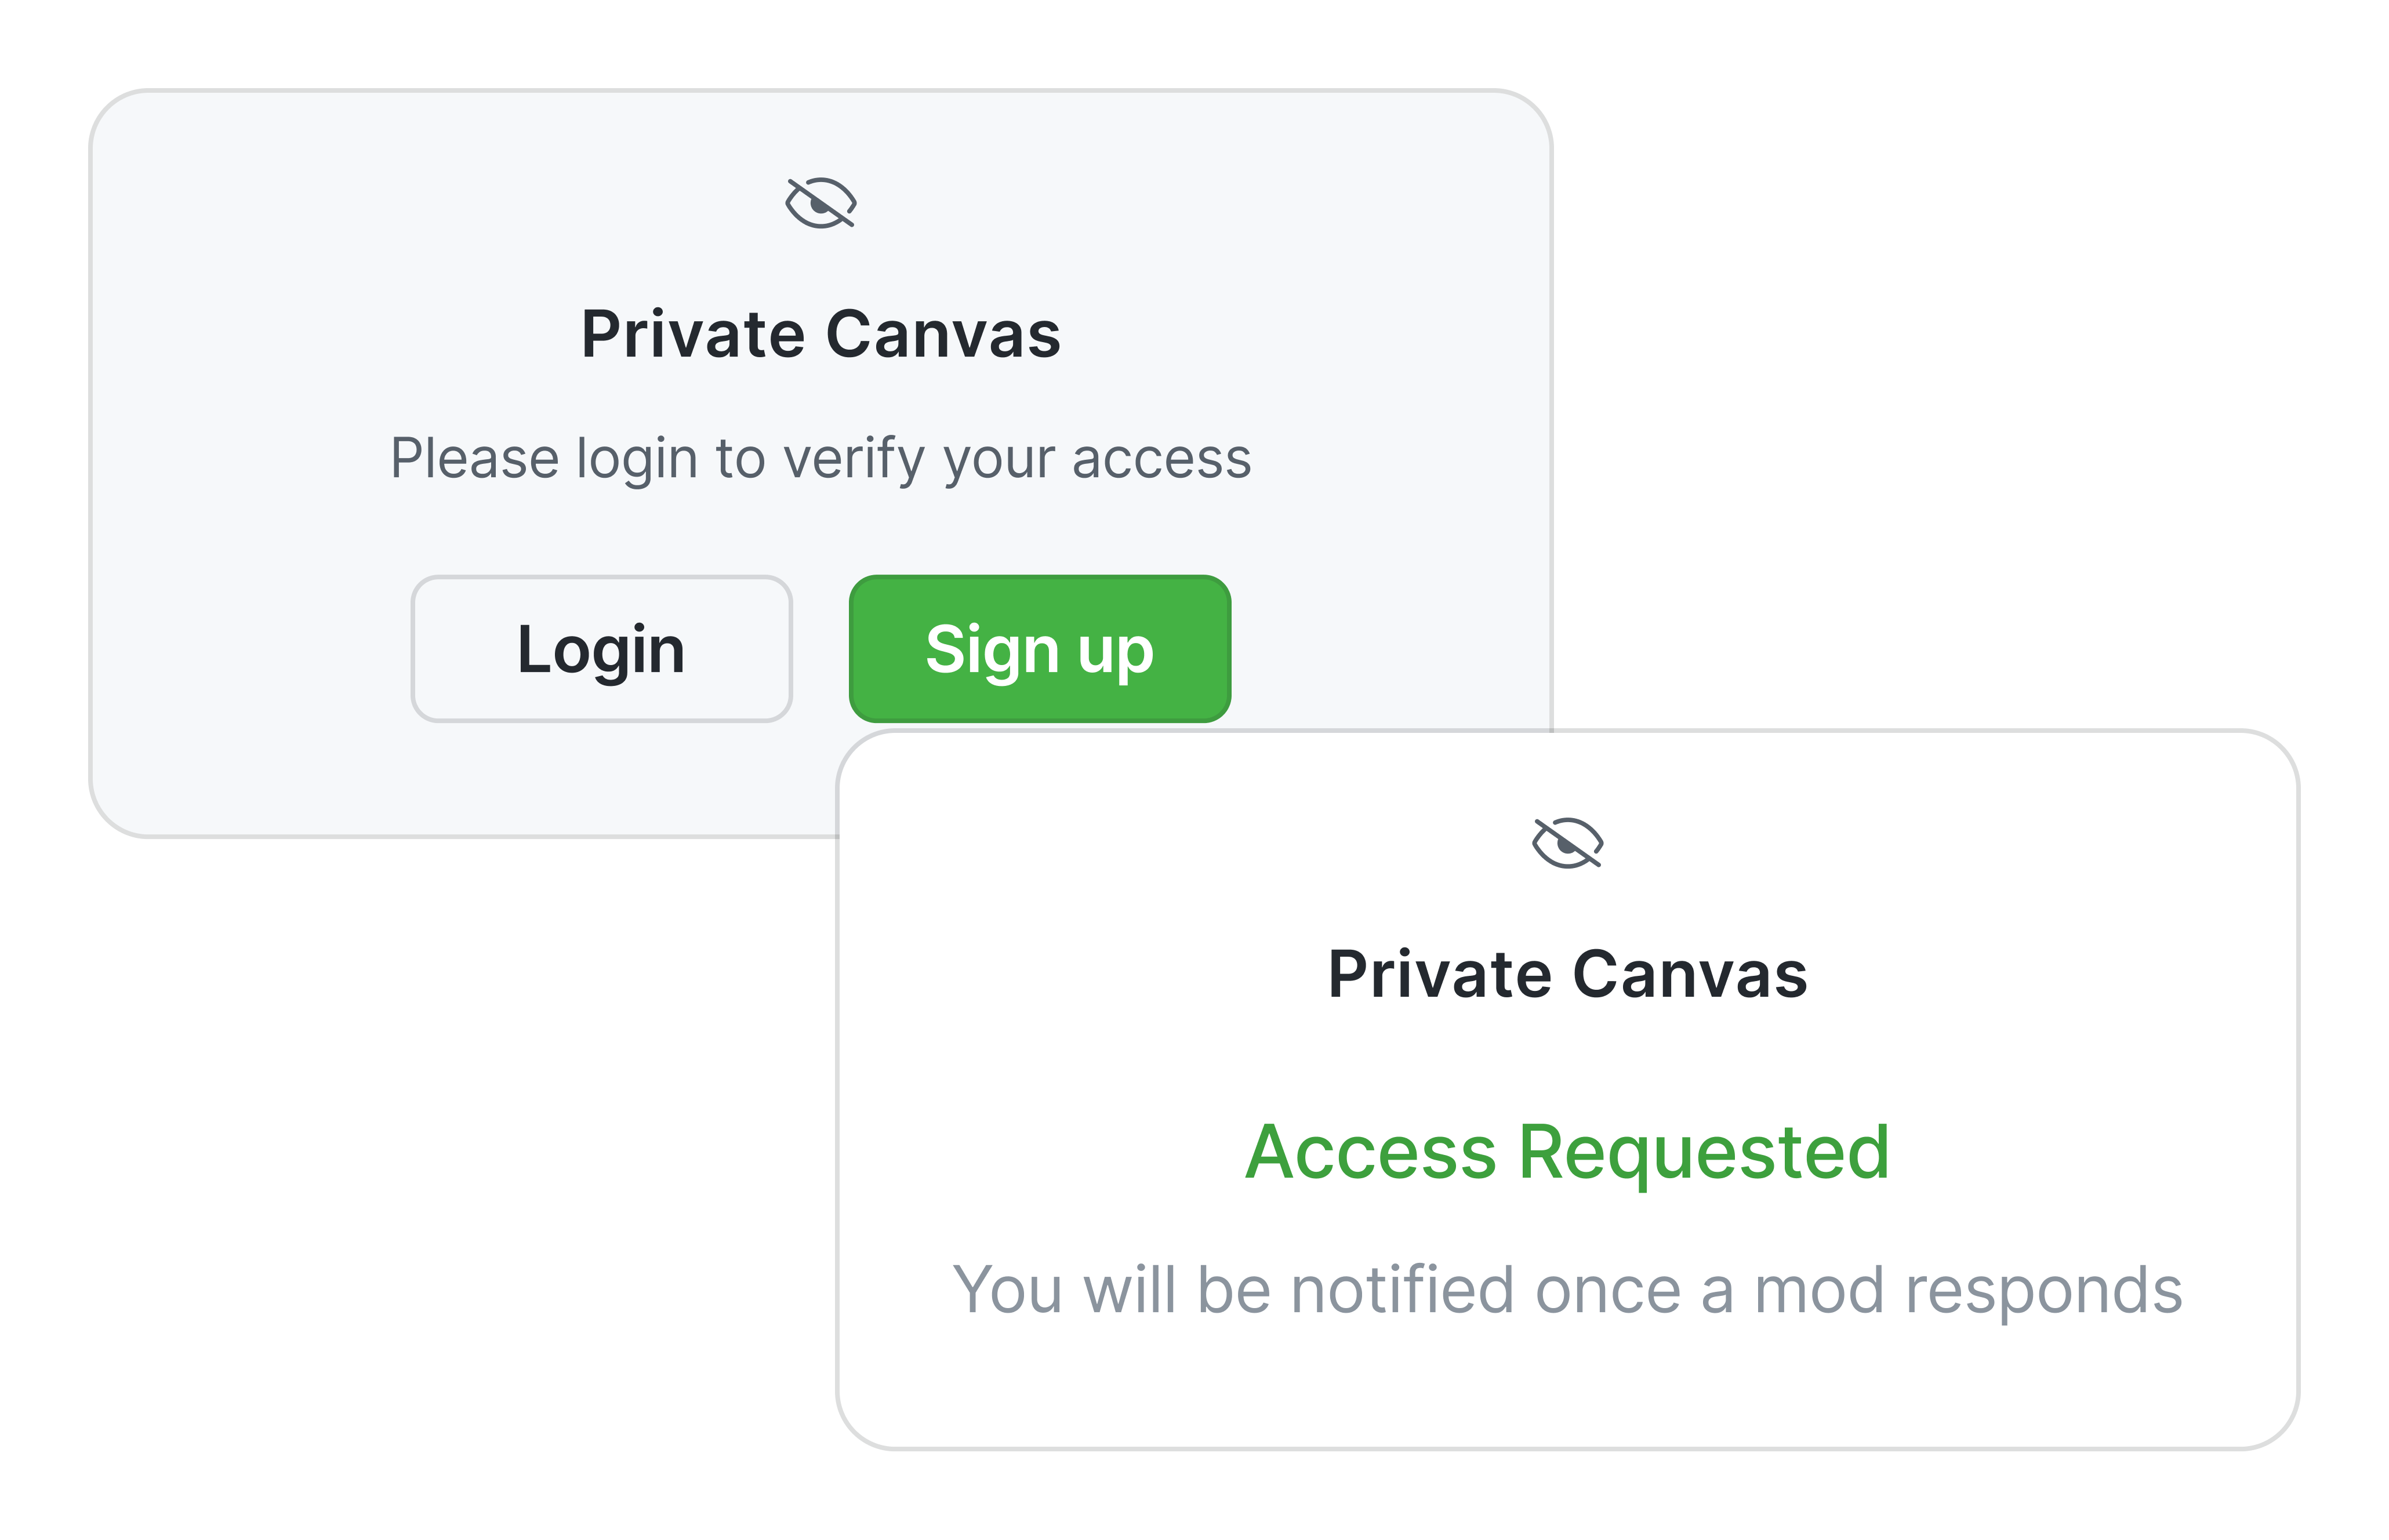 Private Canvas
Please login to verify your access
Login
Sign up
Private Canvas
Access Requested
You will be notified once a mod responds